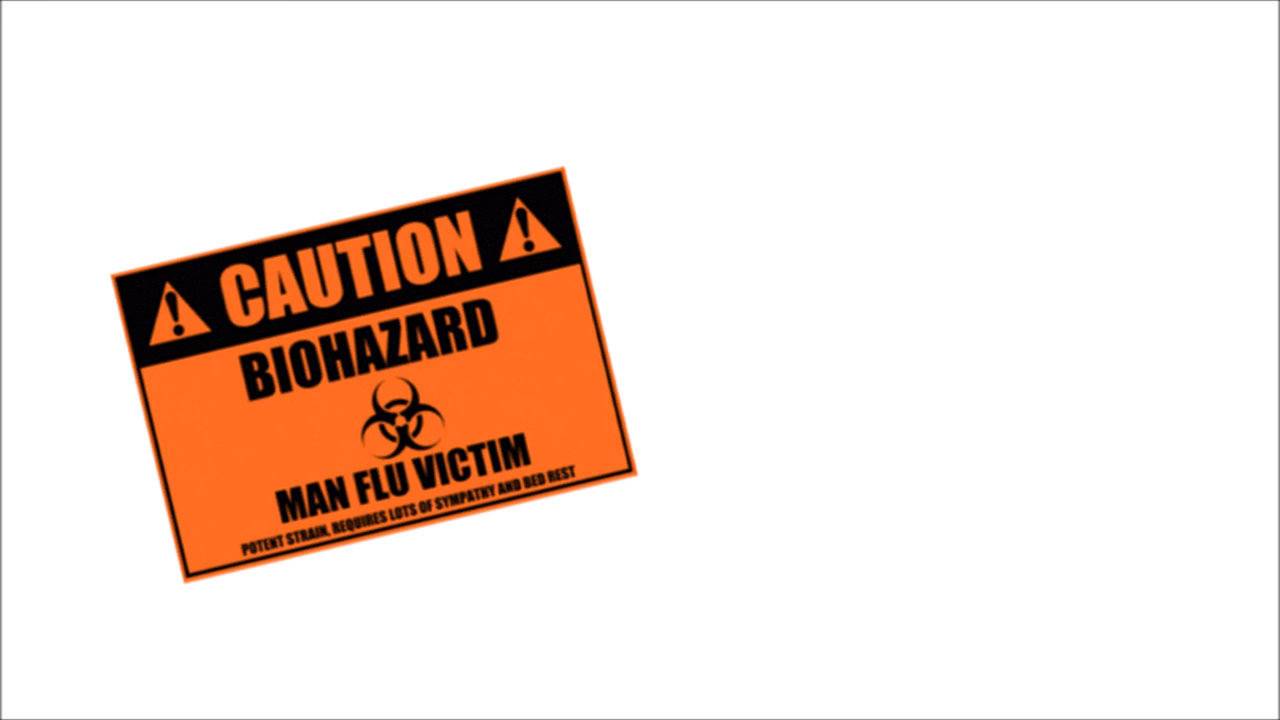 CAUTION
BIOHAZARD
MAN FLU VICTIM
POTENT STRAIN, REQUIRES LOTS OF SYMPATHY AND BED REST